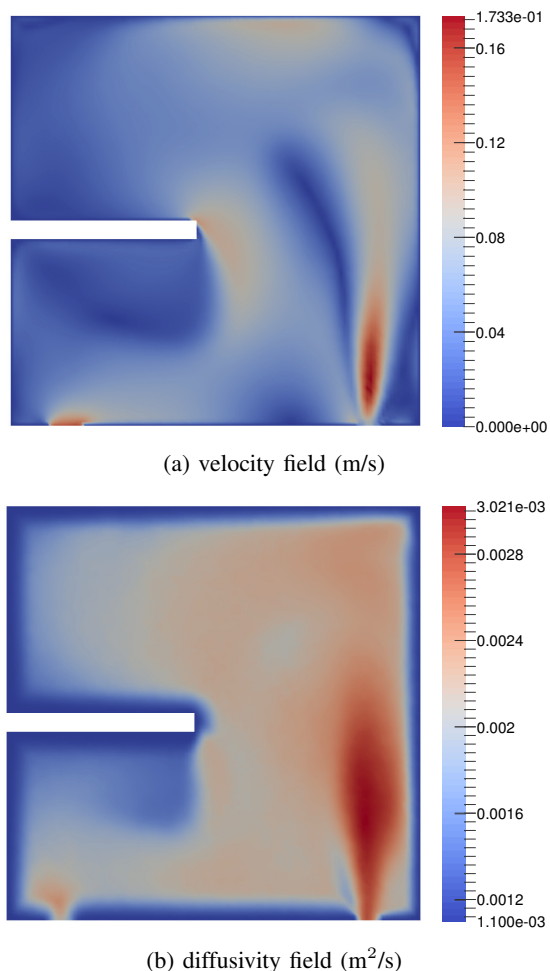 1.733e-01
0.16
0.12
0.08
0.04
0.000e+00
(a) velocity field (m/s)
3.021e-03
0.0028
0.0024
0.002
0.0016
0.0012
1.100e-03
(b) diffusivity field (m²/s)